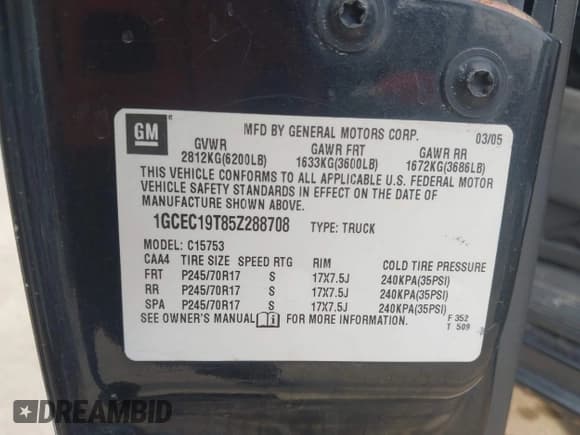 GM
MFD BY GENERAL MOTORS CORP. 03/05
GVWR GAWR FRT GAWR RR
2812KG(6200LB) 1633KG(3600LB) 1672KG(3686LB)
THIS VEHICLE CONFORMS TO ALL APPLICABLE U.S. FEDERAL MOTOR
VEHICLE SAFETY STANDARDS IN EFFECT ON THE DATE OF
MANUFACTURE SHOWN ABOVE.
1GCEC19T85Z288708 TYPE: TRUCK
MODEL: C15753
CAA4 TIRE SIZE SPEED RTG RIM COLD TIRE PRESSURE
FRT P245/70R17 S 17X7.5J 240KPA(35PSI)
RR P245/70R17 S 17X7.5J 240KPA(35PSI)
SPA P245/70R17 S 17X7.5J 240KPA(35PSI)
SEE OWNER'S MANUAL FOR MORE INFORMATION.
F 352
T 509
DREAMBID